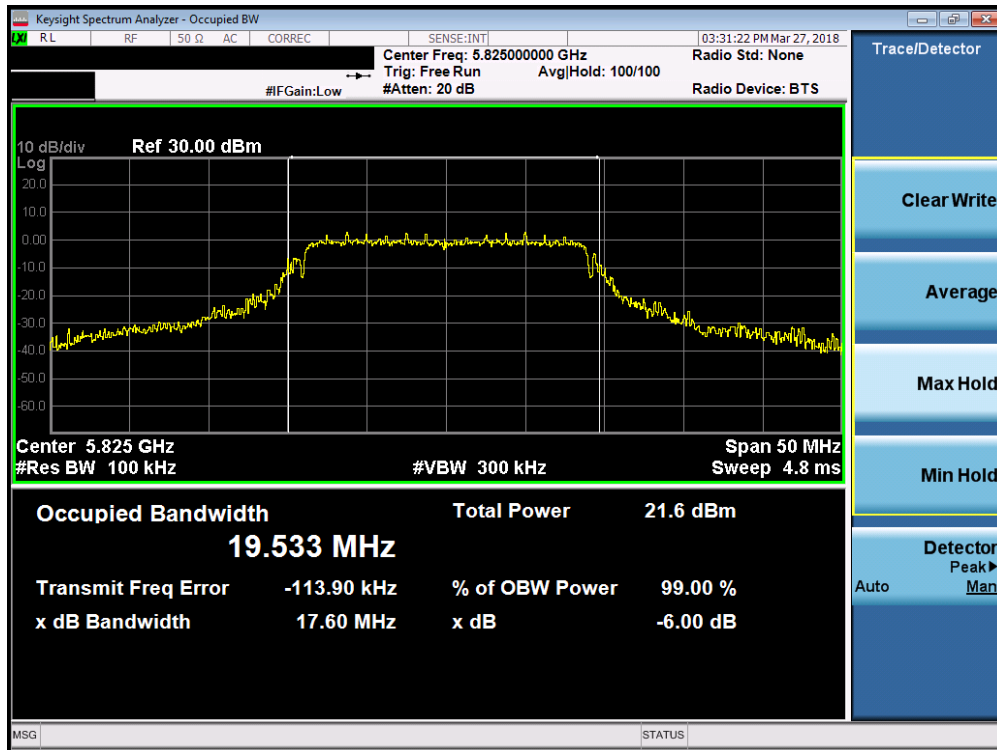 Keysight Spectrum Analyzer - Occupied BW
LXI RL RF 50 Ω AC CORREC SENSE:INT 03:31:22 PM Mar 27, 2018
Center Freq: 5.825000000 GHz Radio Std: None
Trig: Free Run Avg|Hold: 100/100
#IFGain:Low #Atten: 20 dB Radio Device: BTS
10 dB/div Ref 30.00 dBm
Log
20.0
10.0
0.00
-10.0
-20.0
-30.0
-40.0
-50.0
-60.0
Center 5.825 GHz Span 50 MHz
#Res BW 100 kHz #VBW 300 kHz Sweep 4.8 ms
Occupied Bandwidth Total Power 21.6 dBm
19.533 MHz
Transmit Freq Error -113.90 kHz % of OBW Power 99.00 %
x dB Bandwidth 17.60 MHz x dB -6.00 dB
MSG STATUS
Trace/Detector
Clear Write
Average
Max Hold
Min Hold
Detector
Peak▶
Auto Man